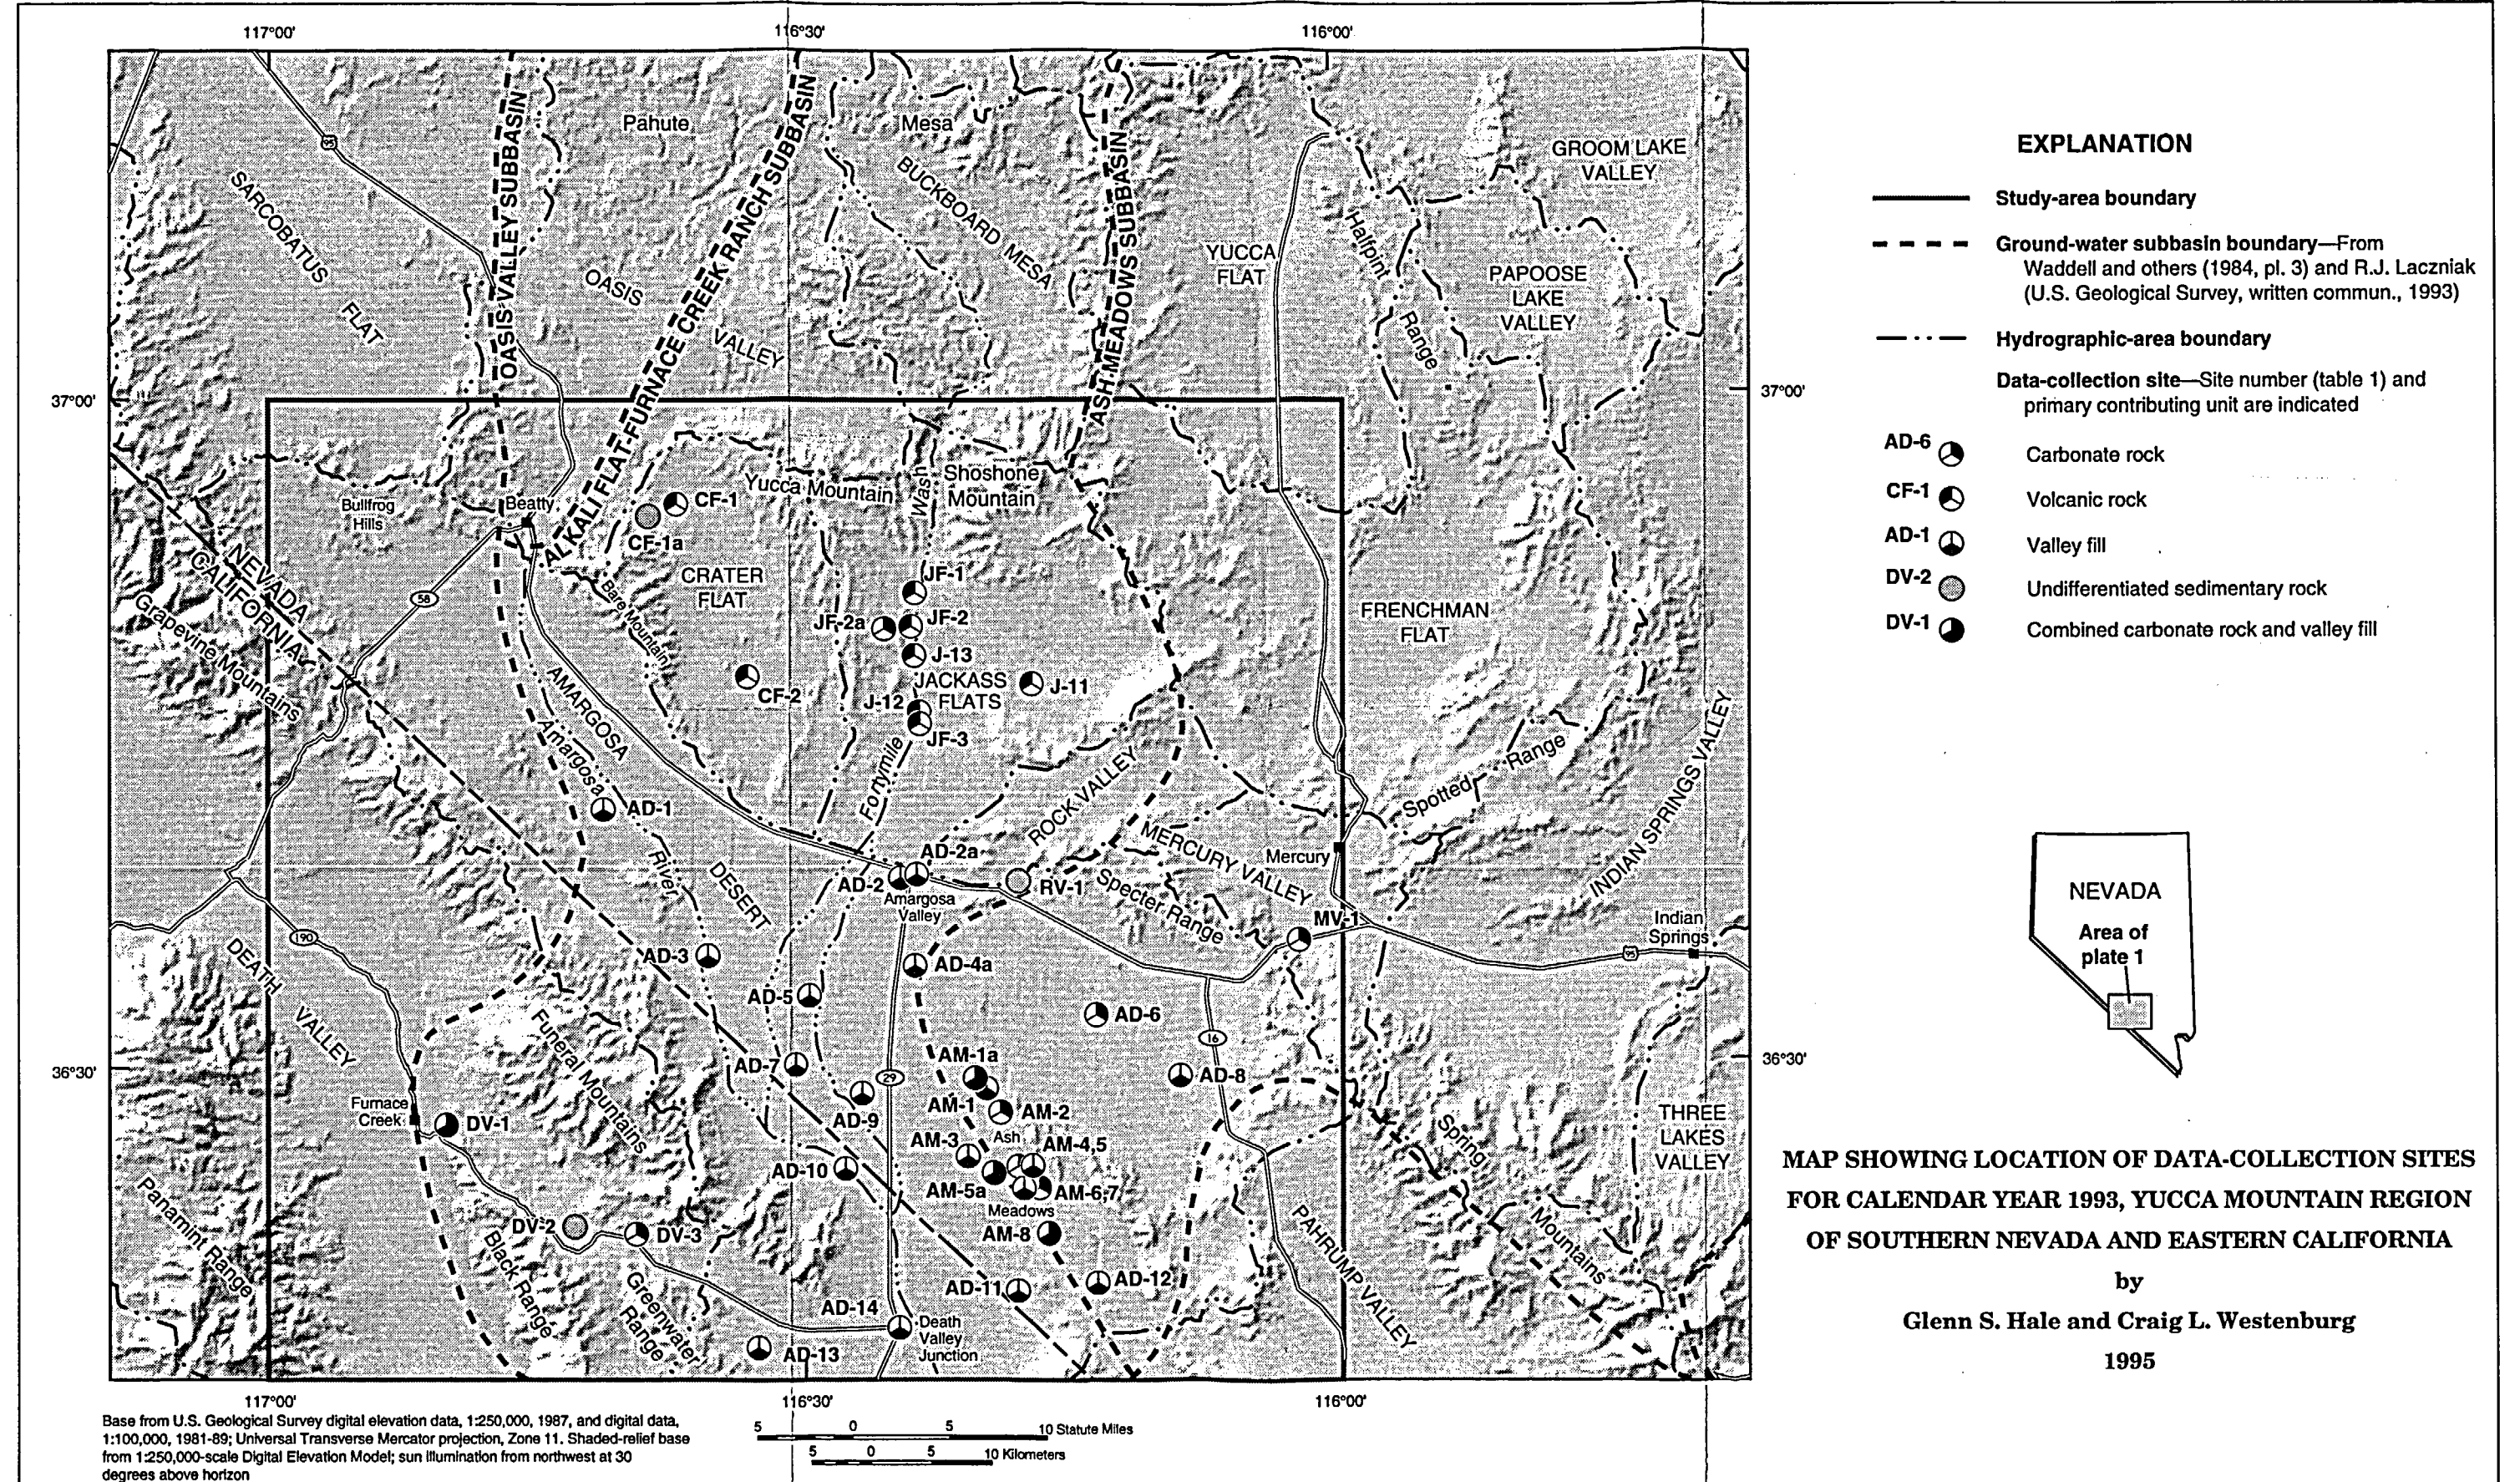 117°00'
116°30'
116°00'
OASIS VALLEY SUBBASIN
Pahute
ALKALI FLAT-FURNACE CREEK RANCH SUBBASIN
Mesa
ASH MEADOWS SUBBASIN
95
SARCOBATUS
FLAT
BUCKBOARD MESA
OASIS
VALLEY
YUCCA
FLAT
Halfpint
Range
GROOM LAKE
VALLEY
PAPOOSE
LAKE
VALLEY
37°00'
37°00'
Bullfrog
Hills
Beatty
CF-1
CF-1a
Yucca Mountain
Wash
Shoshone
Mountain
NEVADA
CALIFORNIA
Grapevine Mountains
58
Bare Mountain
CRATER
FLAT
JF-1
JF-2a
JF-2
J-13
JACKASS
FLATS
J-11
J-12
JF-3
CF-2
FRENCHMAN
FLAT
AMARGOSA
Amargosa
AD-1
Fortymile
ROCK VALLEY
MERCURY VALLEY
Mercury
Spotted
Range
INDIAN SPRINGS VALLEY
River
DESERT
AD-2a
AD-2
Amargosa
Valley
RV-1
Specter Range
MV-1
Indian
Springs
95
190
DEATH
VALLEY
AD-3
AD-4a
AD-5
AD-6
16
Funeral Mountains
AD-7
29
AM-1a
AD-8
36°30'
36°30'
Furnace
Creek
DV-1
AD-9
AM-1
AM-2
AM-3
Ash
AM-4,5
AD-10
AM-5a
AM-6,7
Meadows
AM-8
Spring
Mountains
THREE
LAKES
VALLEY
Panamint Range
DV-2
DV-3
Black Range
Greenwater
Range
AD-11
AD-12
PAHRUMP VALLEY
AD-14
Death
Valley
Junction
AD-13
117°00'
116°30'
116°00'
Base from U.S. Geological Survey digital elevation data, 1:250,000, 1987, and digital data,
1:100,000, 1981-89; Universal Transverse Mercator projection, Zone 11. Shaded-relief base
from 1:250,000-scale Digital Elevation Model; sun illumination from northwest at 30
degrees above horizon
5 0 5 10 Statute Miles
5 0 5 10 Kilometers
EXPLANATION
Study-area boundary
Ground-water subbasin boundary—From
Waddell and others (1984, pl. 3) and R.J. Laczniak
(U.S. Geological Survey, written commun., 1993)
Hydrographic-area boundary
Data-collection site—Site number (table 1) and
primary contributing unit are indicated
AD-6 Carbonate rock
CF-1 Volcanic rock
AD-1 Valley fill
DV-2 Undifferentiated sedimentary rock
DV-1 Combined carbonate rock and valley fill
NEVADA
Area of
plate 1
MAP SHOWING LOCATION OF DATA-COLLECTION SITES
FOR CALENDAR YEAR 1993, YUCCA MOUNTAIN REGION
OF SOUTHERN NEVADA AND EASTERN CALIFORNIA
by
Glenn S. Hale and Craig L. Westenburg
1995